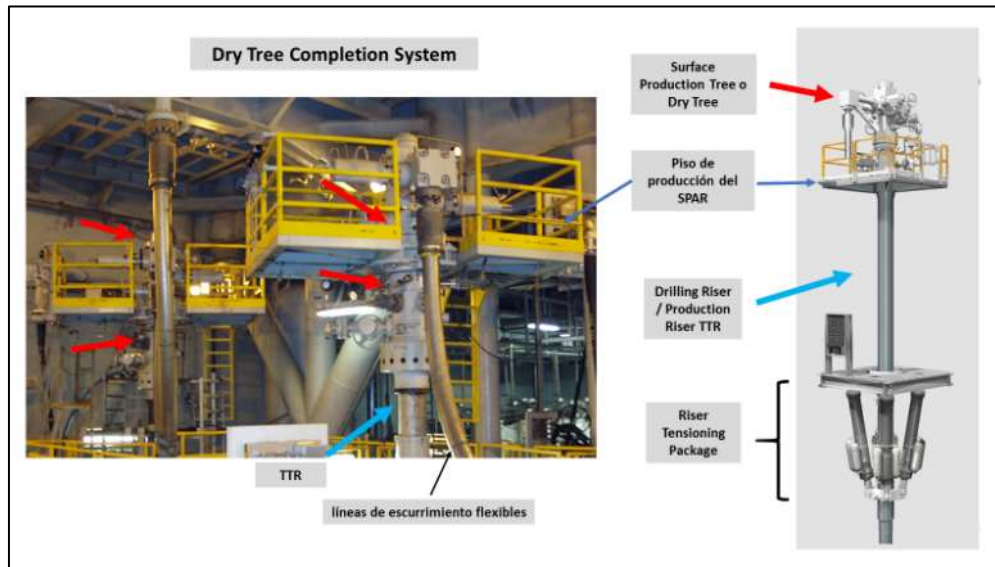 Dry Tree Completion System
TTR
líneas de escurrimiento flexibles
Surface
Production Tree o
Dry Tree
Piso de
producción del
SPAR
Drilling Riser
/ Production
Riser TTR
Riser
Tensioning
Package